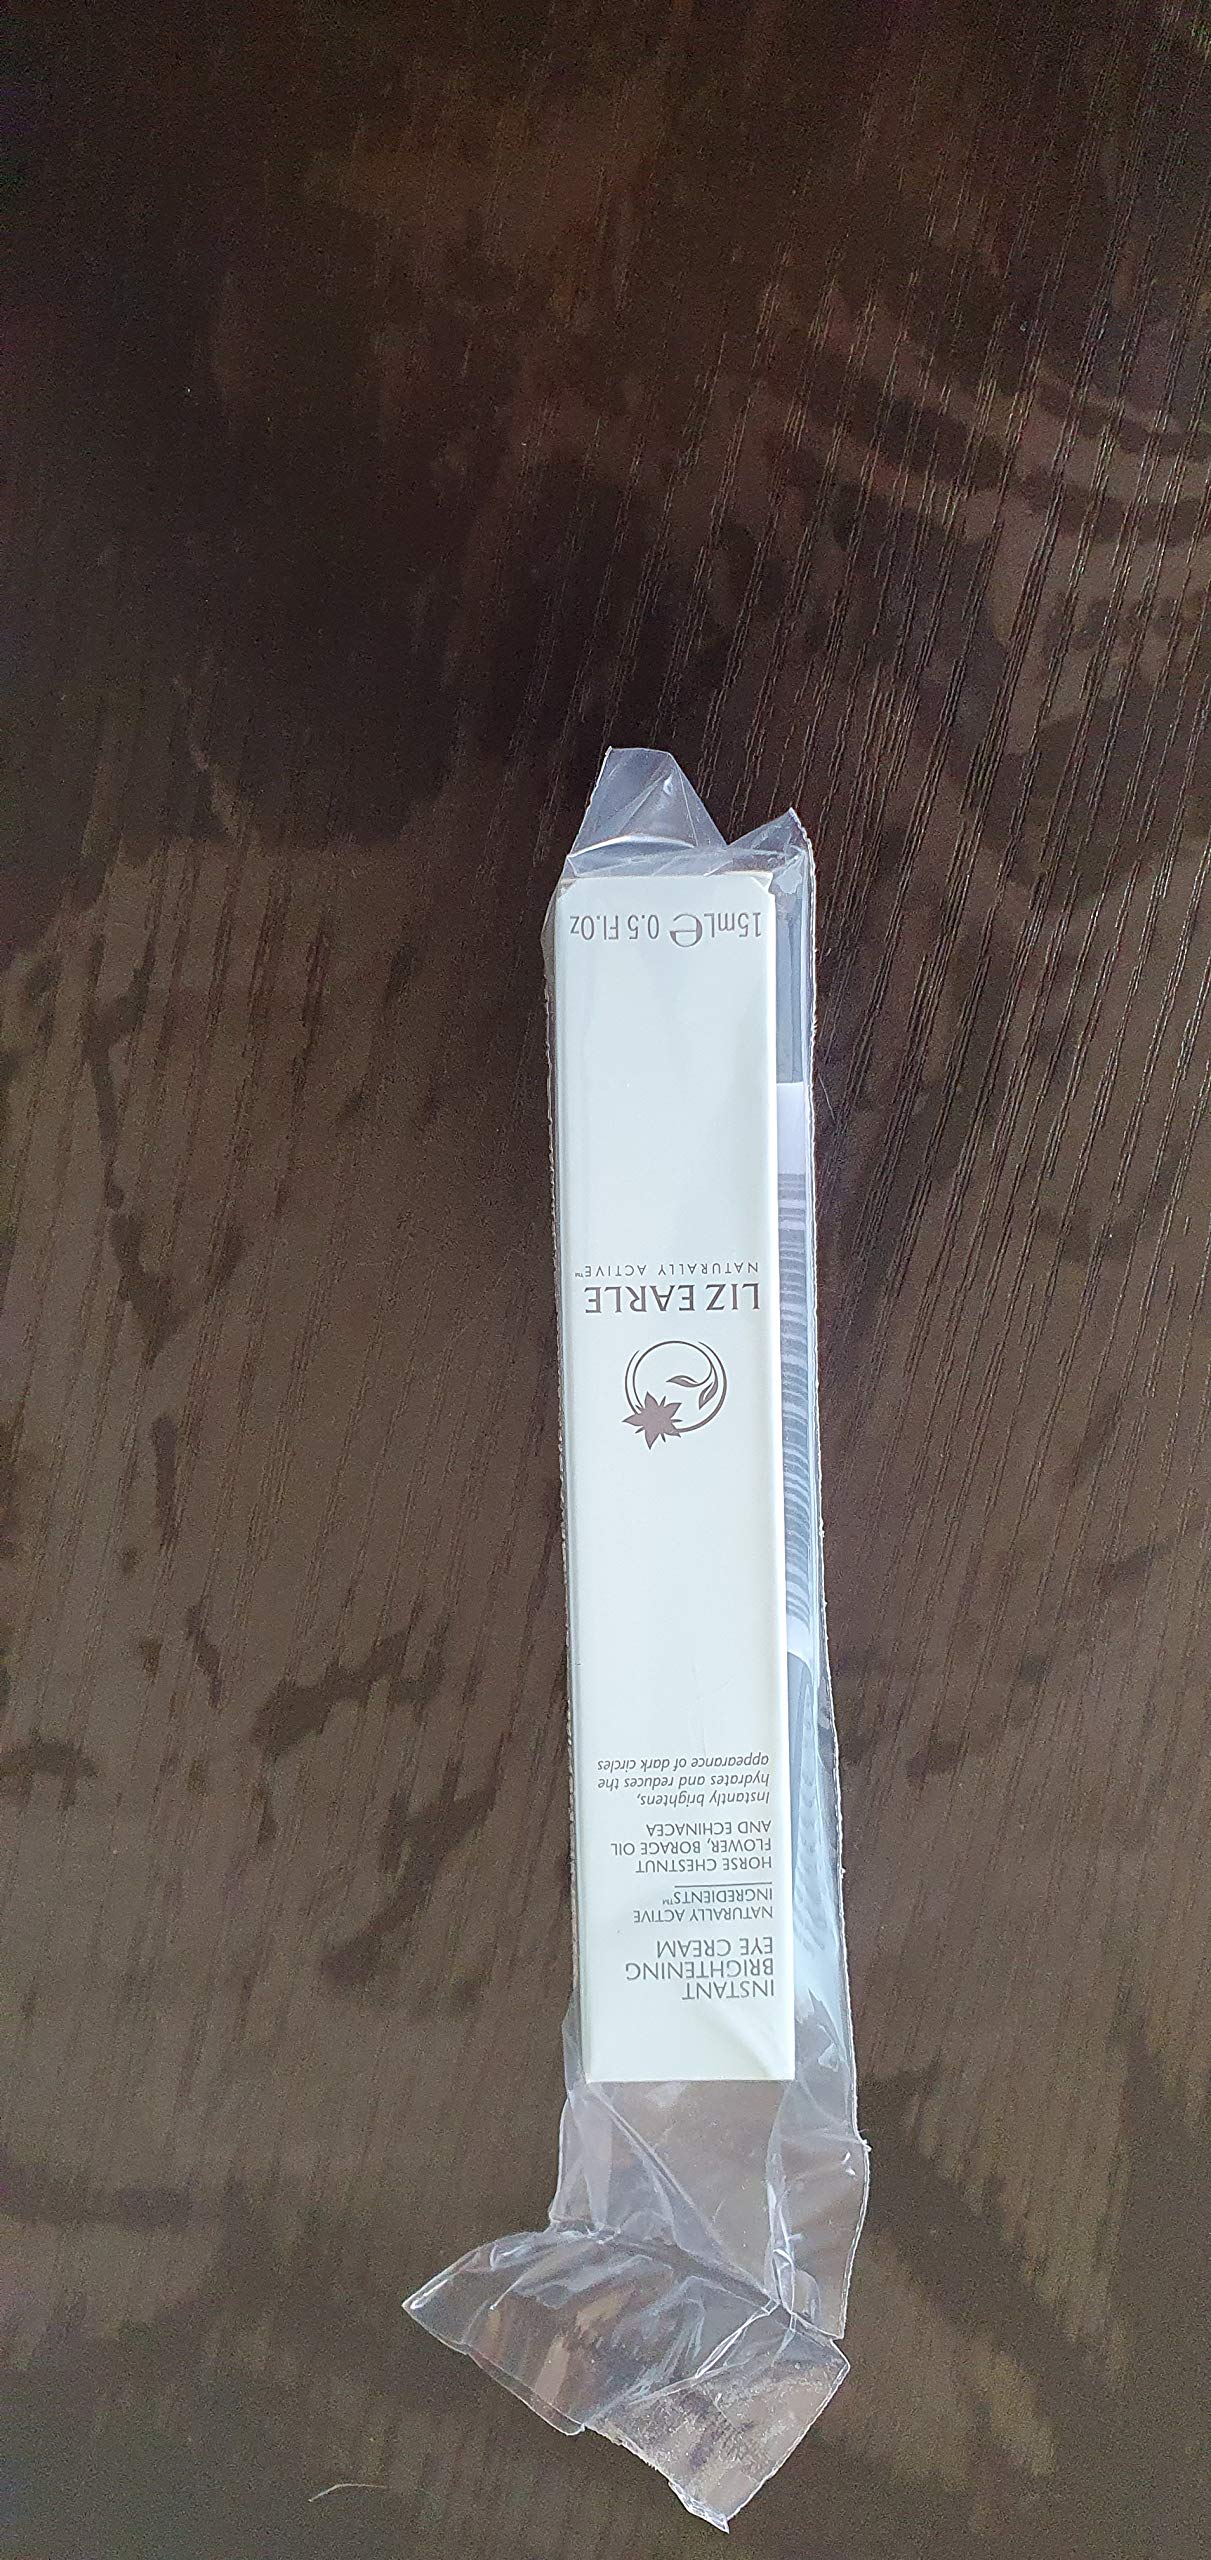 INSTANT
BRIGHTENING
EYE CREAM
NATURALLY ACTIVE
INGREDIENTS™
HORSE CHESTNUT
FLOWER, BORAGE OIL
AND ECHINACEA
Instantly brightens,
hydrates and reduces the
appearance of dark circles
LIZ EARLE
NATURALLY ACTIVE™
15mL e 0.5 Fl.Oz